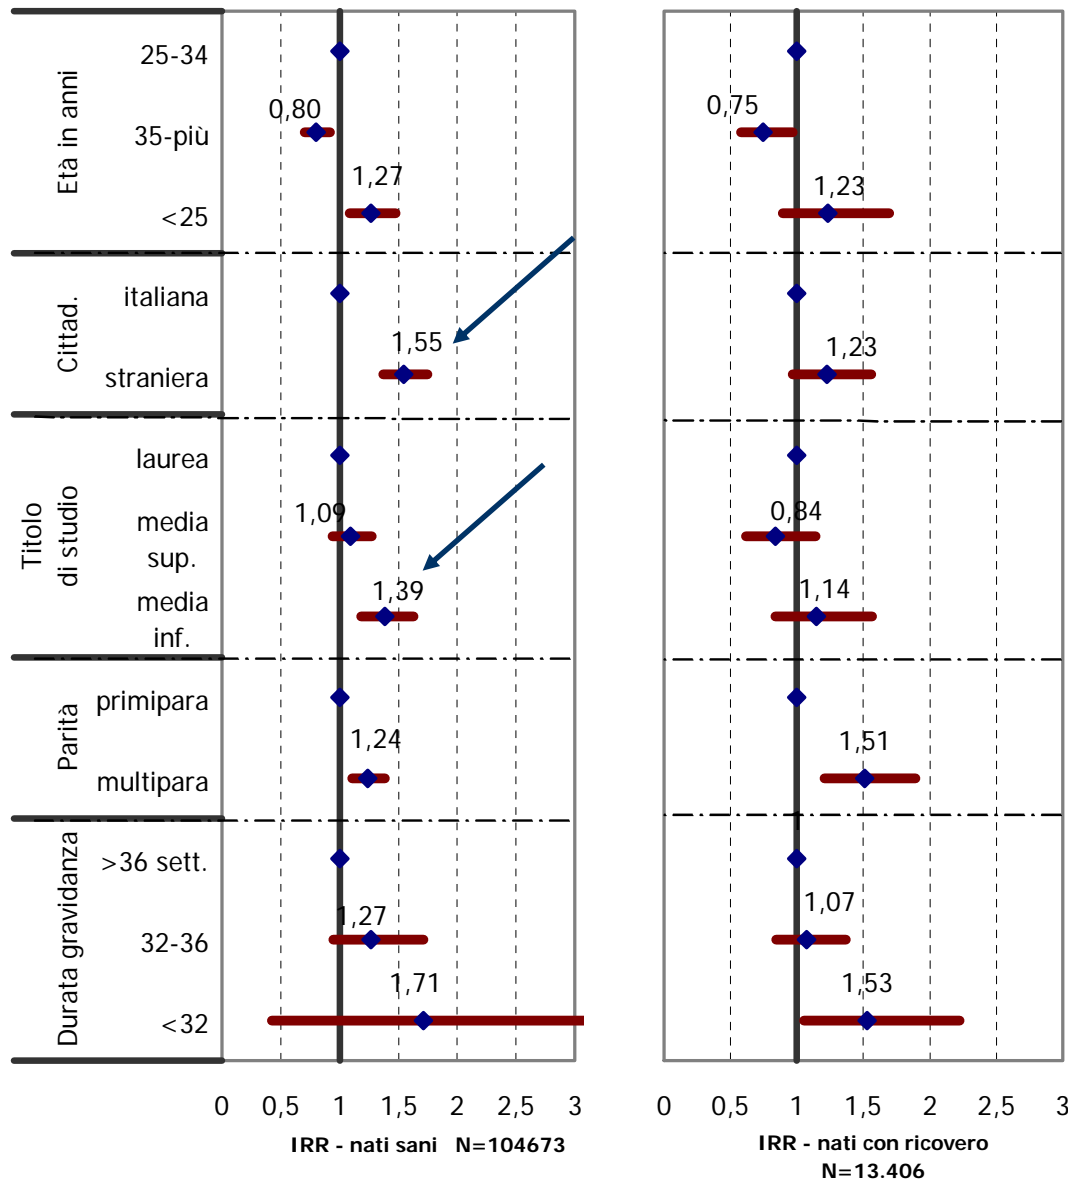 Età in anni
25-34
35-più
<25
0,80
1,27
0,75
1,23
Cittad.
italiana
straniera
1,55
1,23
Titolo
di studio
laurea
media
sup.
media
inf.
1,09
1,39
0,84
1,14
Parità
primipara
multipara
1,24
1,51
Durata gravidanza
>36 sett.
32-36
<32
1,27
1,71
1,07
1,53
0 0,5 1 1,5 2 2,5 3
0 0,5 1 1,5 2 2,5 3
IRR - nati sani N=104673
IRR - nati con ricovero
N=13.406